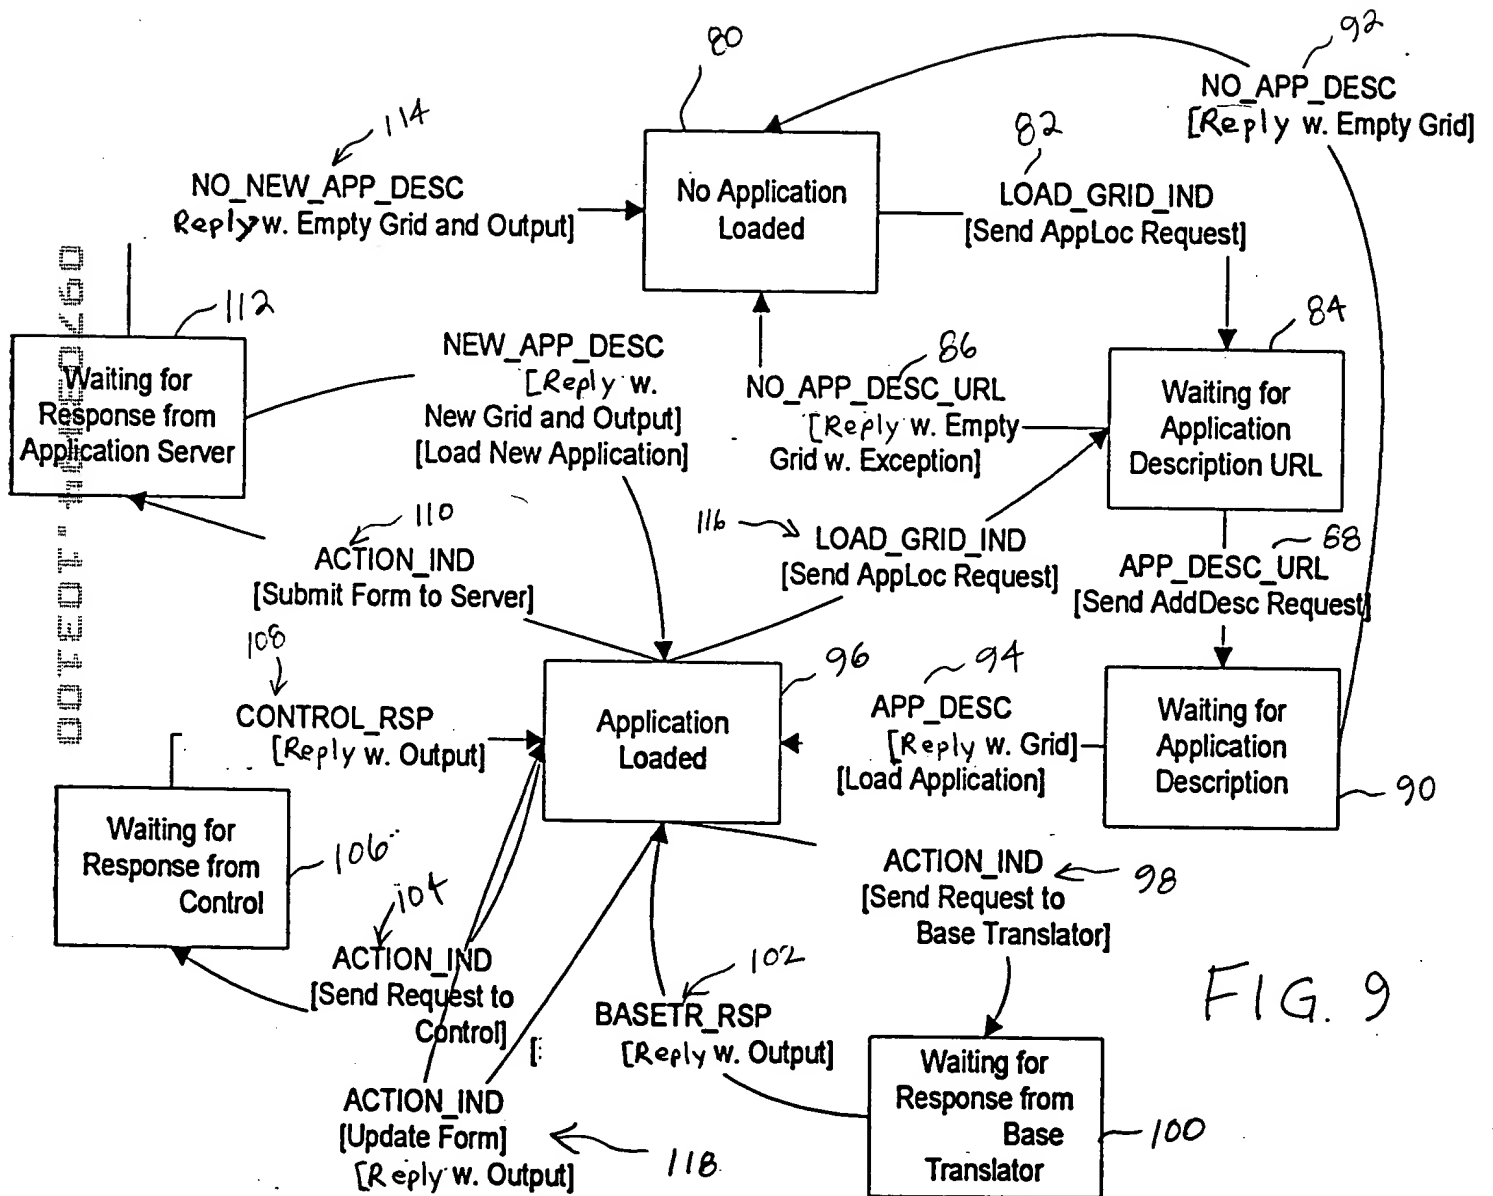 80
92
NO_APP_DESC
[Reply w. Empty Grid]
114
82
NO_NEW_APP_DESC
Reply w. Empty Grid and Output]
No Application
Loaded
LOAD_GRID_IND
[Send AppLoc Request]
112
Waiting for
Response from
Application Server
NEW_APP_DESC
[Reply w.
New Grid and Output]
[Load New Application]
86
NO_APP_DESC_URL
[Reply w. Empty
Grid w. Exception]
84
Waiting for
Application
Description URL
110
ACTION_IND
[Submit Form to Server]
116
LOAD_GRID_IND
[Send AppLoc Request]
88
APP_DESC_URL
[Send AddDesc Request]
108
CONTROL_RSP
[Reply w. Output]
96
Application
Loaded
94
APP_DESC
[Reply w. Grid]
[Load Application]
Waiting for
Application
Description
90
Waiting for
Response from
Control
106
104
ACTION_IND
[Send Request to
Control]
ACTION_IND
[Send Request to
Base Translator]
98
102
BASETR_RSP
[Reply w. Output]
FIG. 9
[
ACTION_IND
[Update Form]
[Reply w. Output]
118
Waiting for
Response from
Base
Translator
100